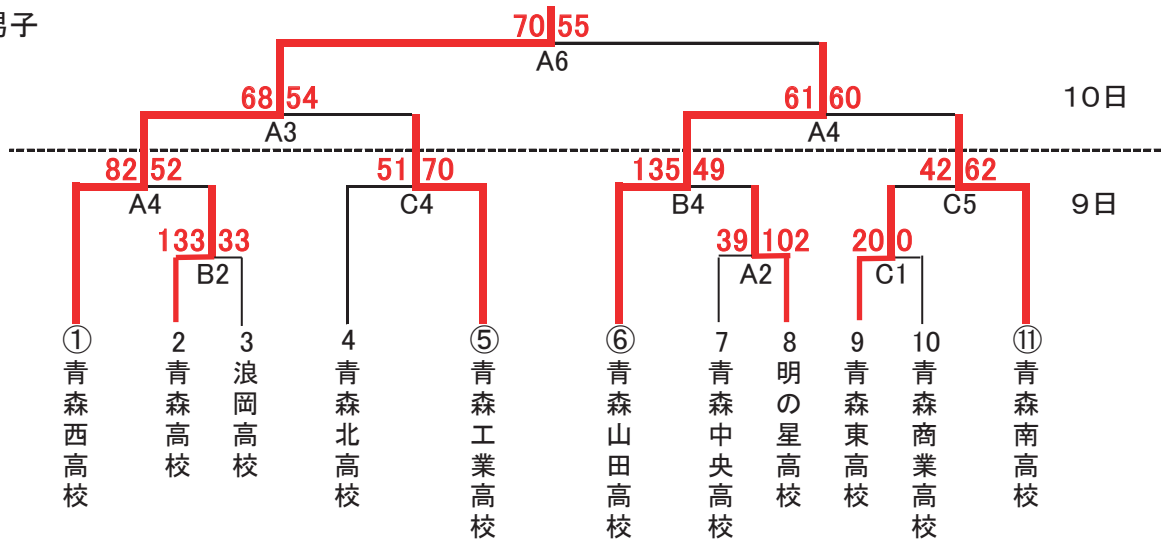 男子
70 55
A6
68 54
61 60
10日
A3
A4
82 52
51 70
135 49
42 62
A4
C4
B4
C5
9日
133 33
39 102
20 0
B2
A2
C1
① 青森西高校
2 青森高校
3 浪岡高校
4 青森北高校
⑤ 青森工業高校
⑥ 青森山田高校
7 青森中央高校
8 明の星高校
9 青森東高校
10 青森商業高校
⑪ 青森南高校